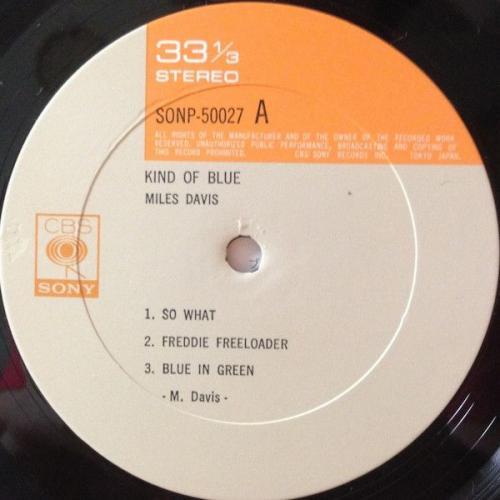 33 1/3
STEREO
SONP-50027 A
ALL RIGHTS OF THE MANUFACTURER AND OF THE OWNER OF THE RECORDED WORK
RESERVED. UNAUTHORIZED PUBLIC PERFORMANCE, BROADCASTING AND COPYING OF
THIS RECORD PROHIBITED. CBS SONY RECORDS INC. TOKYO JAPAN.
KIND OF BLUE
MILES DAVIS
CBS
SONY
1. SO WHAT
2. FREDDIE FREELOADER
3. BLUE IN GREEN
- M. Davis -